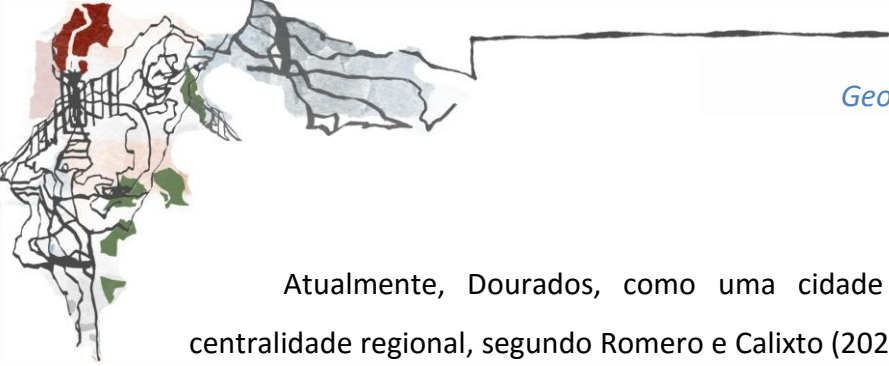 Geo
Atualmente, Dourados, como uma cidade
centralidade regional, segundo Romero e Calixto (202